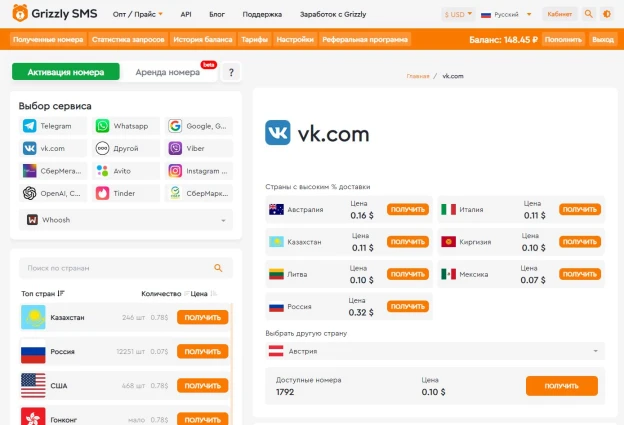 Grizzly SMS
Опт / Прайс
API
Блог
Поддержка
Заработок с Grizzly
$ USD
Русский
Кабинет
Полученные номера
Статистика запросов
История баланса
Тарифы
Настройки
Реферальная программа
Баланс: 148.45 ₽
Пополнить
Выход
Активация номера
Аренда номера
beta
?
Главная / vk.com
Выбор сервиса
Telegram
Whatsapp
Google, G...
vk.com
Другой
Viber
СберМега...
Avito
Instagram ...
OpenAI, C...
Tinder
СберМарк...
Whoosh
Поиск по странам
Топ стран
Количество
Цена
Казахстан 246 шт 0.78$ ПОЛУЧИТЬ
Россия 12251 шт 0.07$ ПОЛУЧИТЬ
США 468 шт 0.78$ ПОЛУЧИТЬ
Гонконг мало 0.78$ ПОЛУЧИТЬ
vk.com
Страны с высоким % доставки
Австралия Цена 0.16 $ ПОЛУЧИТЬ
Италия Цена 0.11 $ ПОЛУЧИТЬ
Казахстан Цена 0.11 $ ПОЛУЧИТЬ
Киргизия Цена 0.10 $ ПОЛУЧИТЬ
Литва Цена 0.10 $ ПОЛУЧИТЬ
Мексика Цена 0.07 $ ПОЛУЧИТЬ
Россия Цена 0.32 $ ПОЛУЧИТЬ
Выбрать другую страну
Австрия
Доступные номера
1792
Цена
0.10 $
ПОЛУЧИТЬ